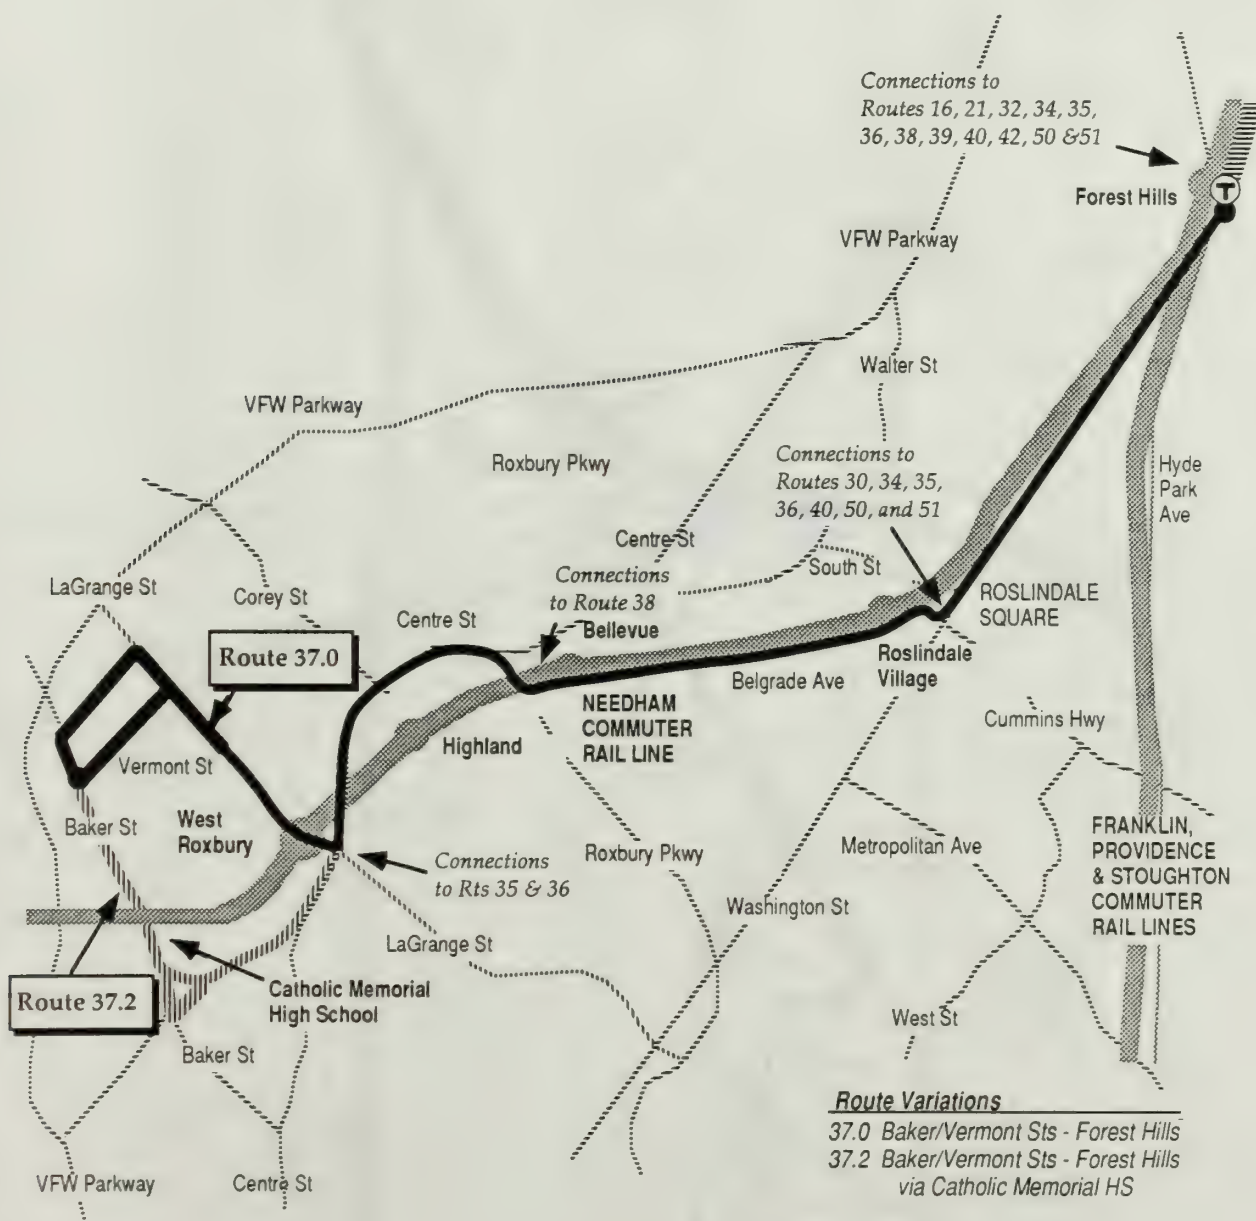 Connections to
Routes 16, 21, 32, 34, 35,
36, 38, 39, 40, 42, 50 &51
Forest Hills
T
VFW Parkway
Walter St
VFW Parkway
Roxbury Pkwy
Connections to
Routes 30, 34, 35,
36, 40, 50, and 51
Hyde
Park
Ave
Centre St
South St
LaGrange St
Corey St
Connections
to Route 38
Centre St
Bellevue
ROSLINDALE
SQUARE
Route 37.0
Roslindale
Village
Belgrade Ave
NEEDHAM
COMMUTER
RAIL LINE
Cummins Hwy
Highland
Vermont St
Baker St
West
Roxbury
Connections
to Rts 35 & 36
Roxbury Pkwy
Metropolitan Ave
FRANKLIN,
PROVIDENCE
& STOUGHTON
COMMUTER
RAIL LINES
Washington St
LaGrange St
Route 37.2
Catholic Memorial
High School
West St
Baker St
VFW Parkway
Centre St
Route Variations
37.0 Baker/Vermont Sts - Forest Hills
37.2 Baker/Vermont Sts - Forest Hills
via Catholic Memorial HS